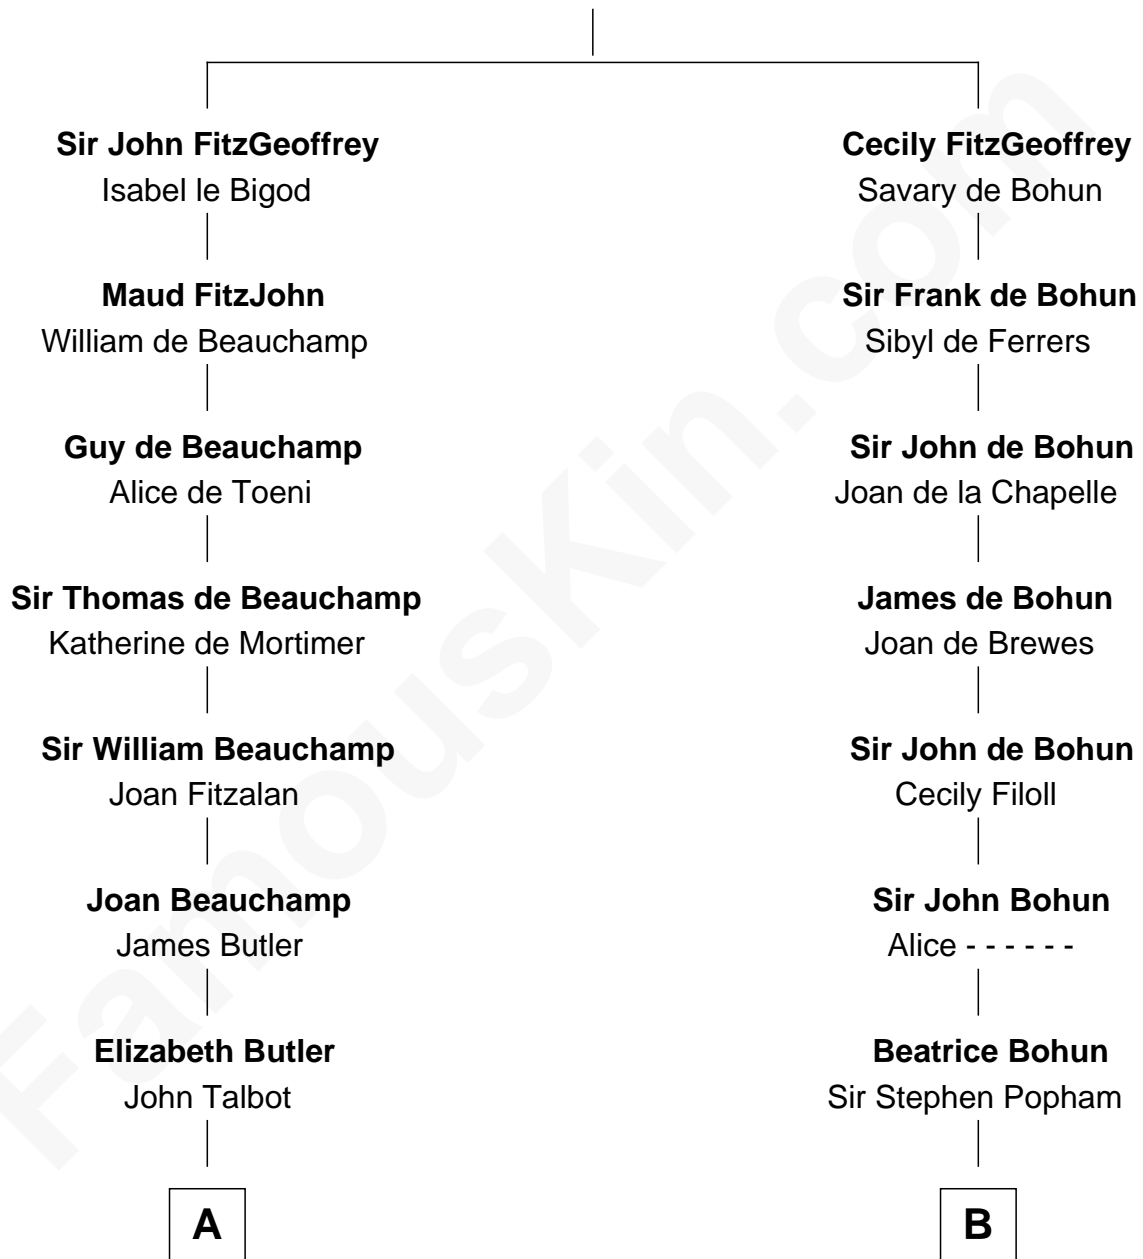 Sir John FitzGeoffrey
Isabel le Bigod
Maud FitzJohn
William de Beauchamp
Guy de Beauchamp
Alice de Toeni
Sir Thomas de Beauchamp
Katherine de Mortimer
Sir William Beauchamp
Joan Fitzalan
Joan Beauchamp
James Butler
Elizabeth Butler
John Talbot
A
Cecily FitzGeoffrey
Savary de Bohun
Sir Frank de Bohun
Sibyl de Ferrers
Sir John de Bohun
Joan de la Chapelle
James de Bohun
Joan de Brewes
Sir John de Bohun
Cecily Filoll
Sir John Bohun
Alice - - - - - -
Beatrice Bohun
Sir Stephen Popham
B
FamousKin.com